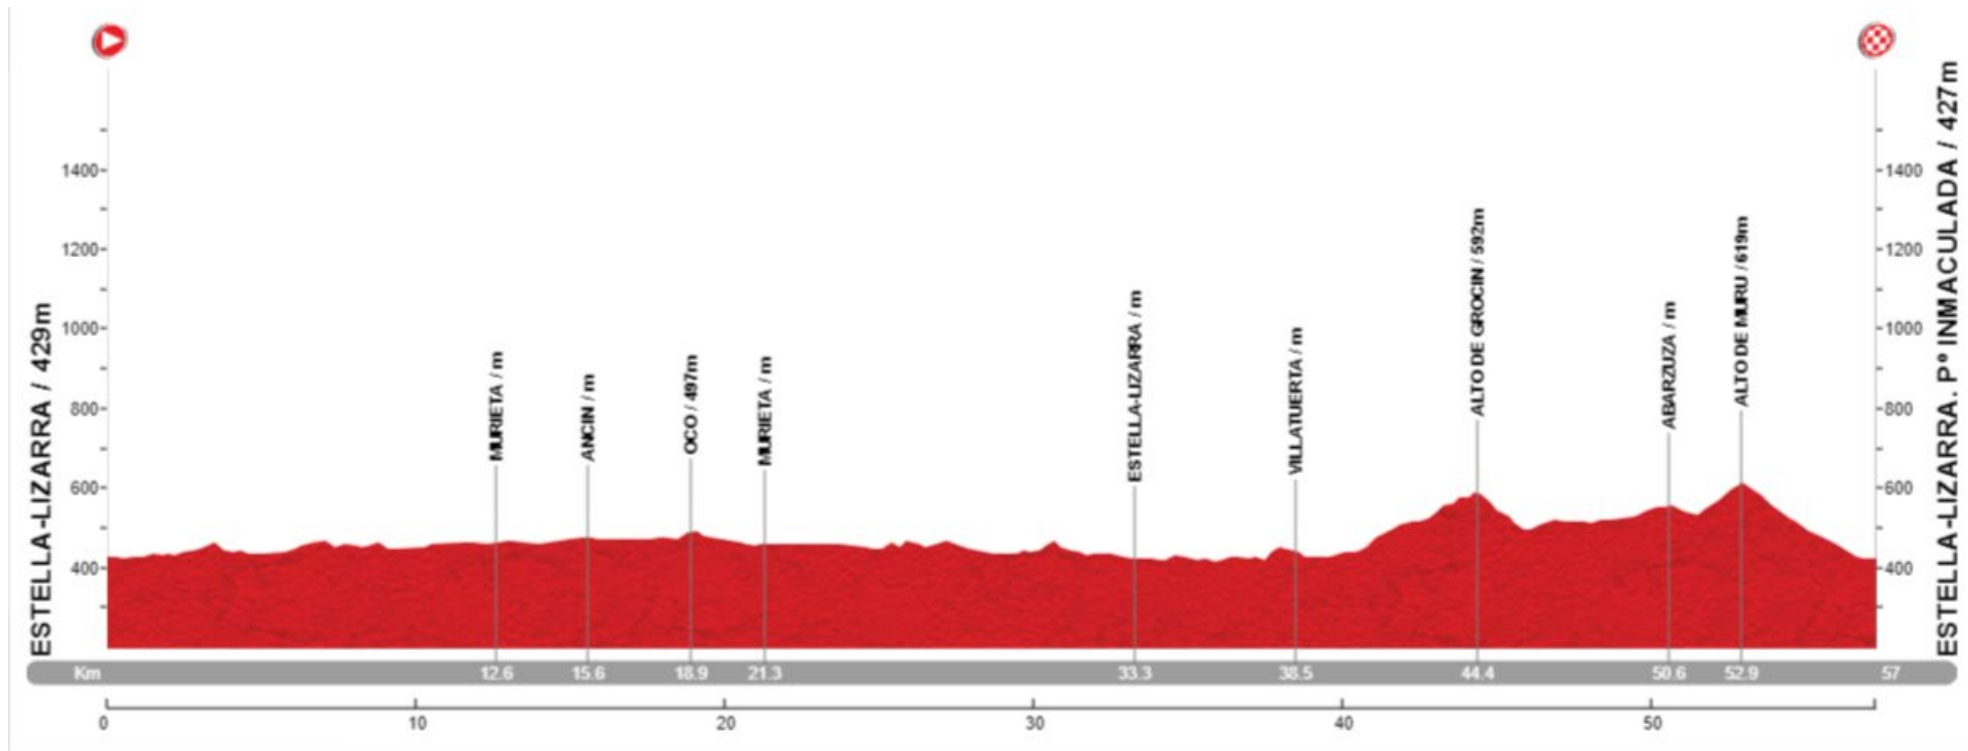 ESTELLA-LIZARRA / 429m
1400
1200
1000
800
600
400
MURIETA / m
ANCIN / m
OCO / 497m
MURIETA / m
ESTELLA-LIZARRA / m
VILLATUERTA / m
ALTO DE GROCIN / 592m
ABARZUZA / m
ALTO DE MURU / 619m
1400
1200
1000
800
600
400
ESTELLA-LIZARRA. Pº INMACULADA / 427m
Km 12.6 15.6 18.9 21.3 33.3 38.5 44.4 50.6 52.9 57
0 10 20 30 40 50